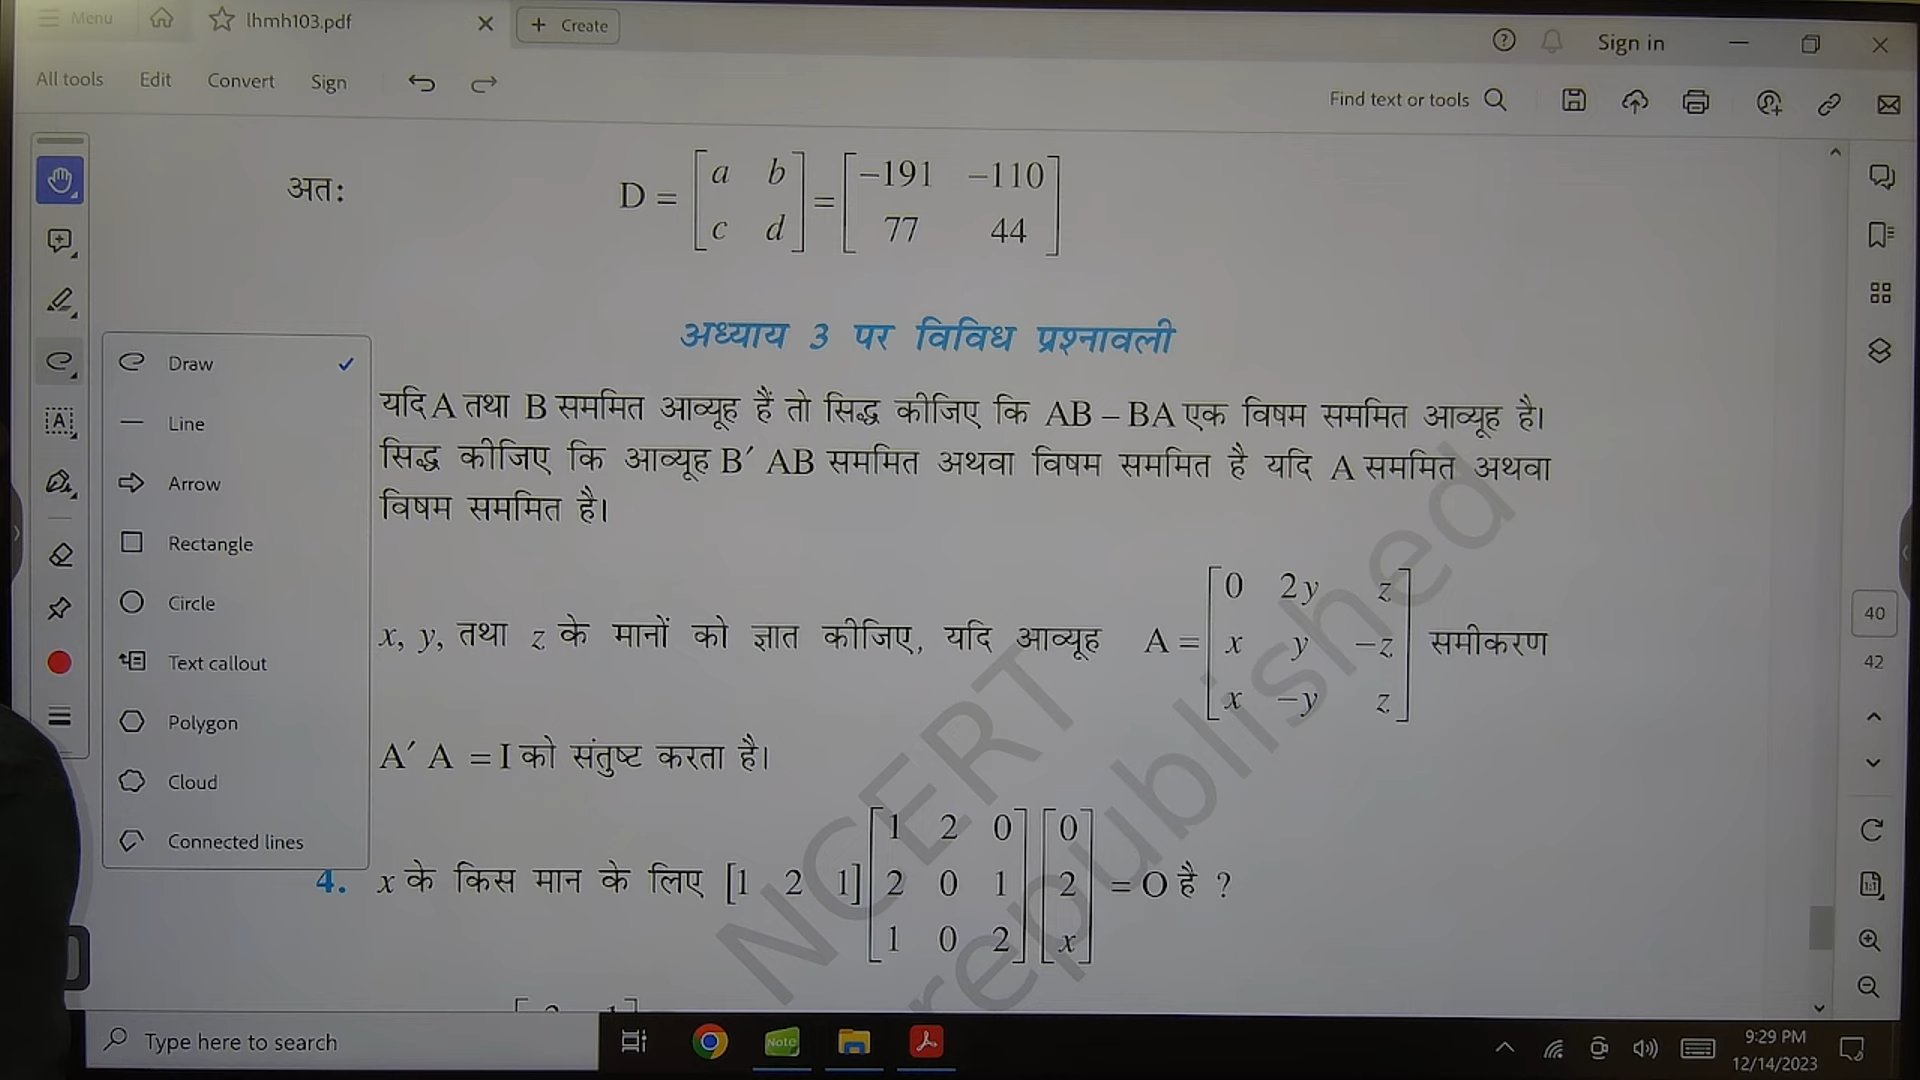 Menu lhmh103.pdf + Create Sign in
All tools Edit Convert Sign Find text or tools
अत: D = [a b c d] = [−191 −110 77 44]
अध्याय 3 पर विविध प्रश्नावली
Draw
Line
Arrow
Rectangle
Circle
Text callout
Polygon
Cloud
Connected lines
यदि A तथा B सममित आव्यूह हैं तो सिद्ध कीजिए कि AB – BA एक विषम सममित आव्यूह है।
सिद्ध कीजिए कि आव्यूह B′ AB सममित अथवा विषम सममित है यदि A सममित अथवा
विषम सममित है।
x, y, तथा z के मानों को ज्ञात कीजिए, यदि आव्यूह A = [0 2y z x y −z x −y z] समीकरण
A′ A = I को संतुष्ट करता है।
4. x के किस मान के लिए [1 2 1] [1 2 0 2 0 1 1 0 2] [0 2 x] = O है ?
40
42
NCERT
republished
Type here to search
Note
9:29 PM
12/14/2023